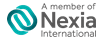 A member of
Nexia
International